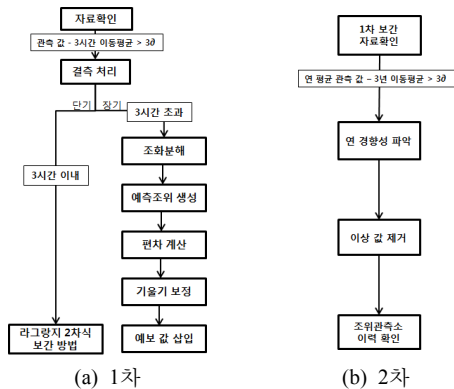 자료확인
관측 값 - 3시간 이동평균 > 3∂
결측 처리
단기
장기
3시간 초과
3시간 이내
조화분해
예측조위 생성
편차 계산
기울기 보정
라그랑지 2차식
보간 방법
예보 값 삽입
(a) 1차
1차 보간
자료확인
연 평균 관측 값 - 3년 이동평균 > 3∂
연 경향성 파악
이상 값 제거
조위관측소
이력 확인
(b) 2차